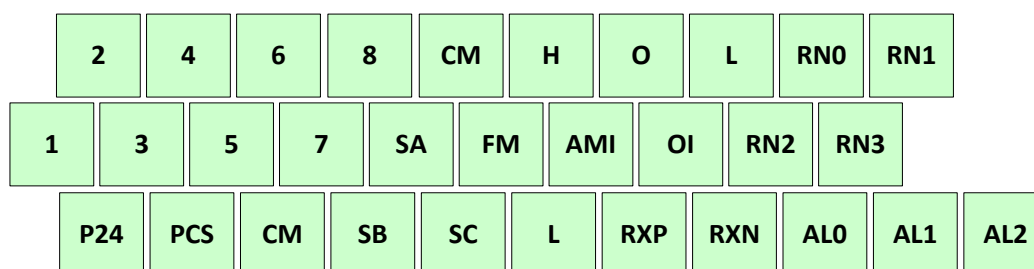 2 4 6 8 CM H O L RN0 RN1
1 3 5 7 SA FM AMI OI RN2 RN3
P24 PCS CM SB SC L RXP RXN AL0 AL1 AL2